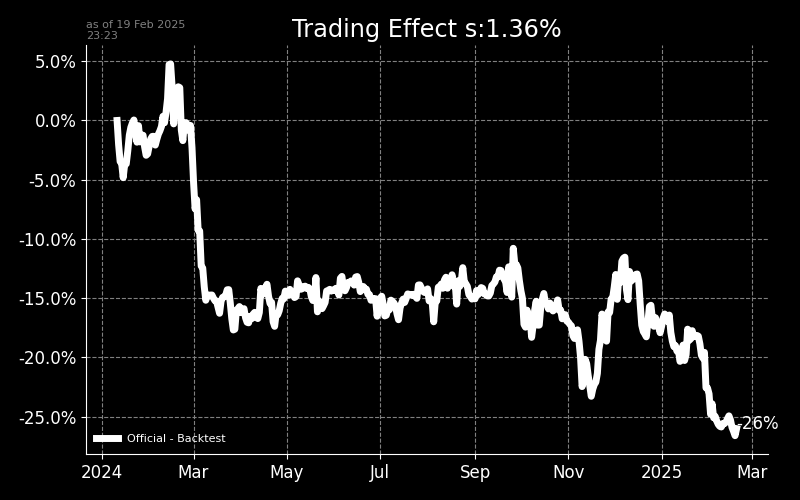 as of 19 Feb 2025
23:23
Trading Effect s:1.36%
5.0%
0.0%
-5.0%
-10.0%
-15.0%
-20.0%
-25.0%
-26%
Official - Backtest
2024 Mar May Jul Sep Nov 2025 Mar